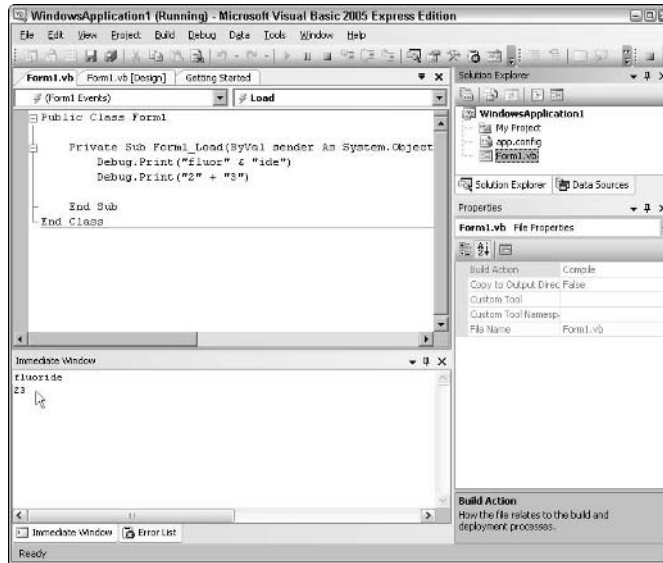 WindowsApplication1 (Running) - Microsoft Visual Basic 2005 Express Edition
File Edit View Project Build Debug Data Tools Window Help
Form1.vb Form1.vb [Design] Getting Started
(Form1 Events) Load
Public Class Form1
Private Sub Form1_Load(ByVal sender As System.Object
Debug.Print("fluor" & "ide")
Debug.Print("2" + "3")
End Sub
End Class
Immediate Window
fluoride
23
Immediate Window Error List
Ready
Solution Explorer
WindowsApplication1
My Project
app.config
Form1.vb
Solution Explorer Data Sources
Properties
Form1.vb File Properties
Build Action Compile
Copy to Output Direc False
Custom Tool
Custom Tool Namesp
File Name Form1.vb
Build Action
How the file relates to the build and
deployment processes.